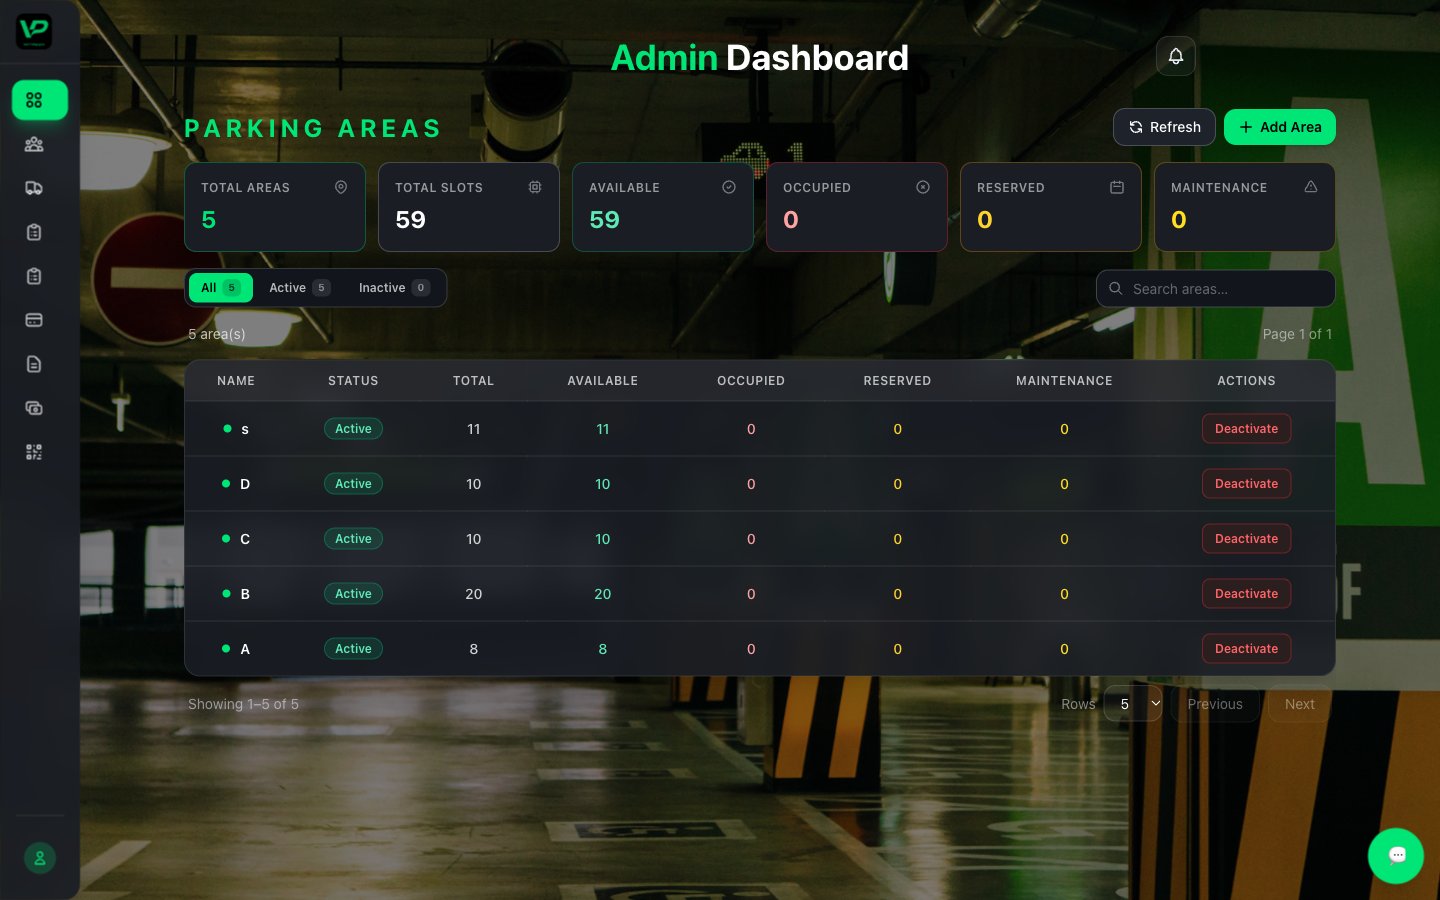 VP
Admin Dashboard
PARKING AREAS
Refresh
+ Add Area
TOTAL AREAS
5
TOTAL SLOTS
59
AVAILABLE
59
OCCUPIED
0
RESERVED
0
MAINTENANCE
0
All 5
Active 5
Inactive 0
Search areas...
5 area(s)
Page 1 of 1
NAME STATUS TOTAL AVAILABLE OCCUPIED RESERVED MAINTENANCE ACTIONS
s Active 11 11 0 0 0 Deactivate
D Active 10 10 0 0 0 Deactivate
C Active 10 10 0 0 0 Deactivate
B Active 20 20 0 0 0 Deactivate
A Active 8 8 0 0 0 Deactivate
Showing 1–5 of 5
Rows 5 Previous Next
A
OF